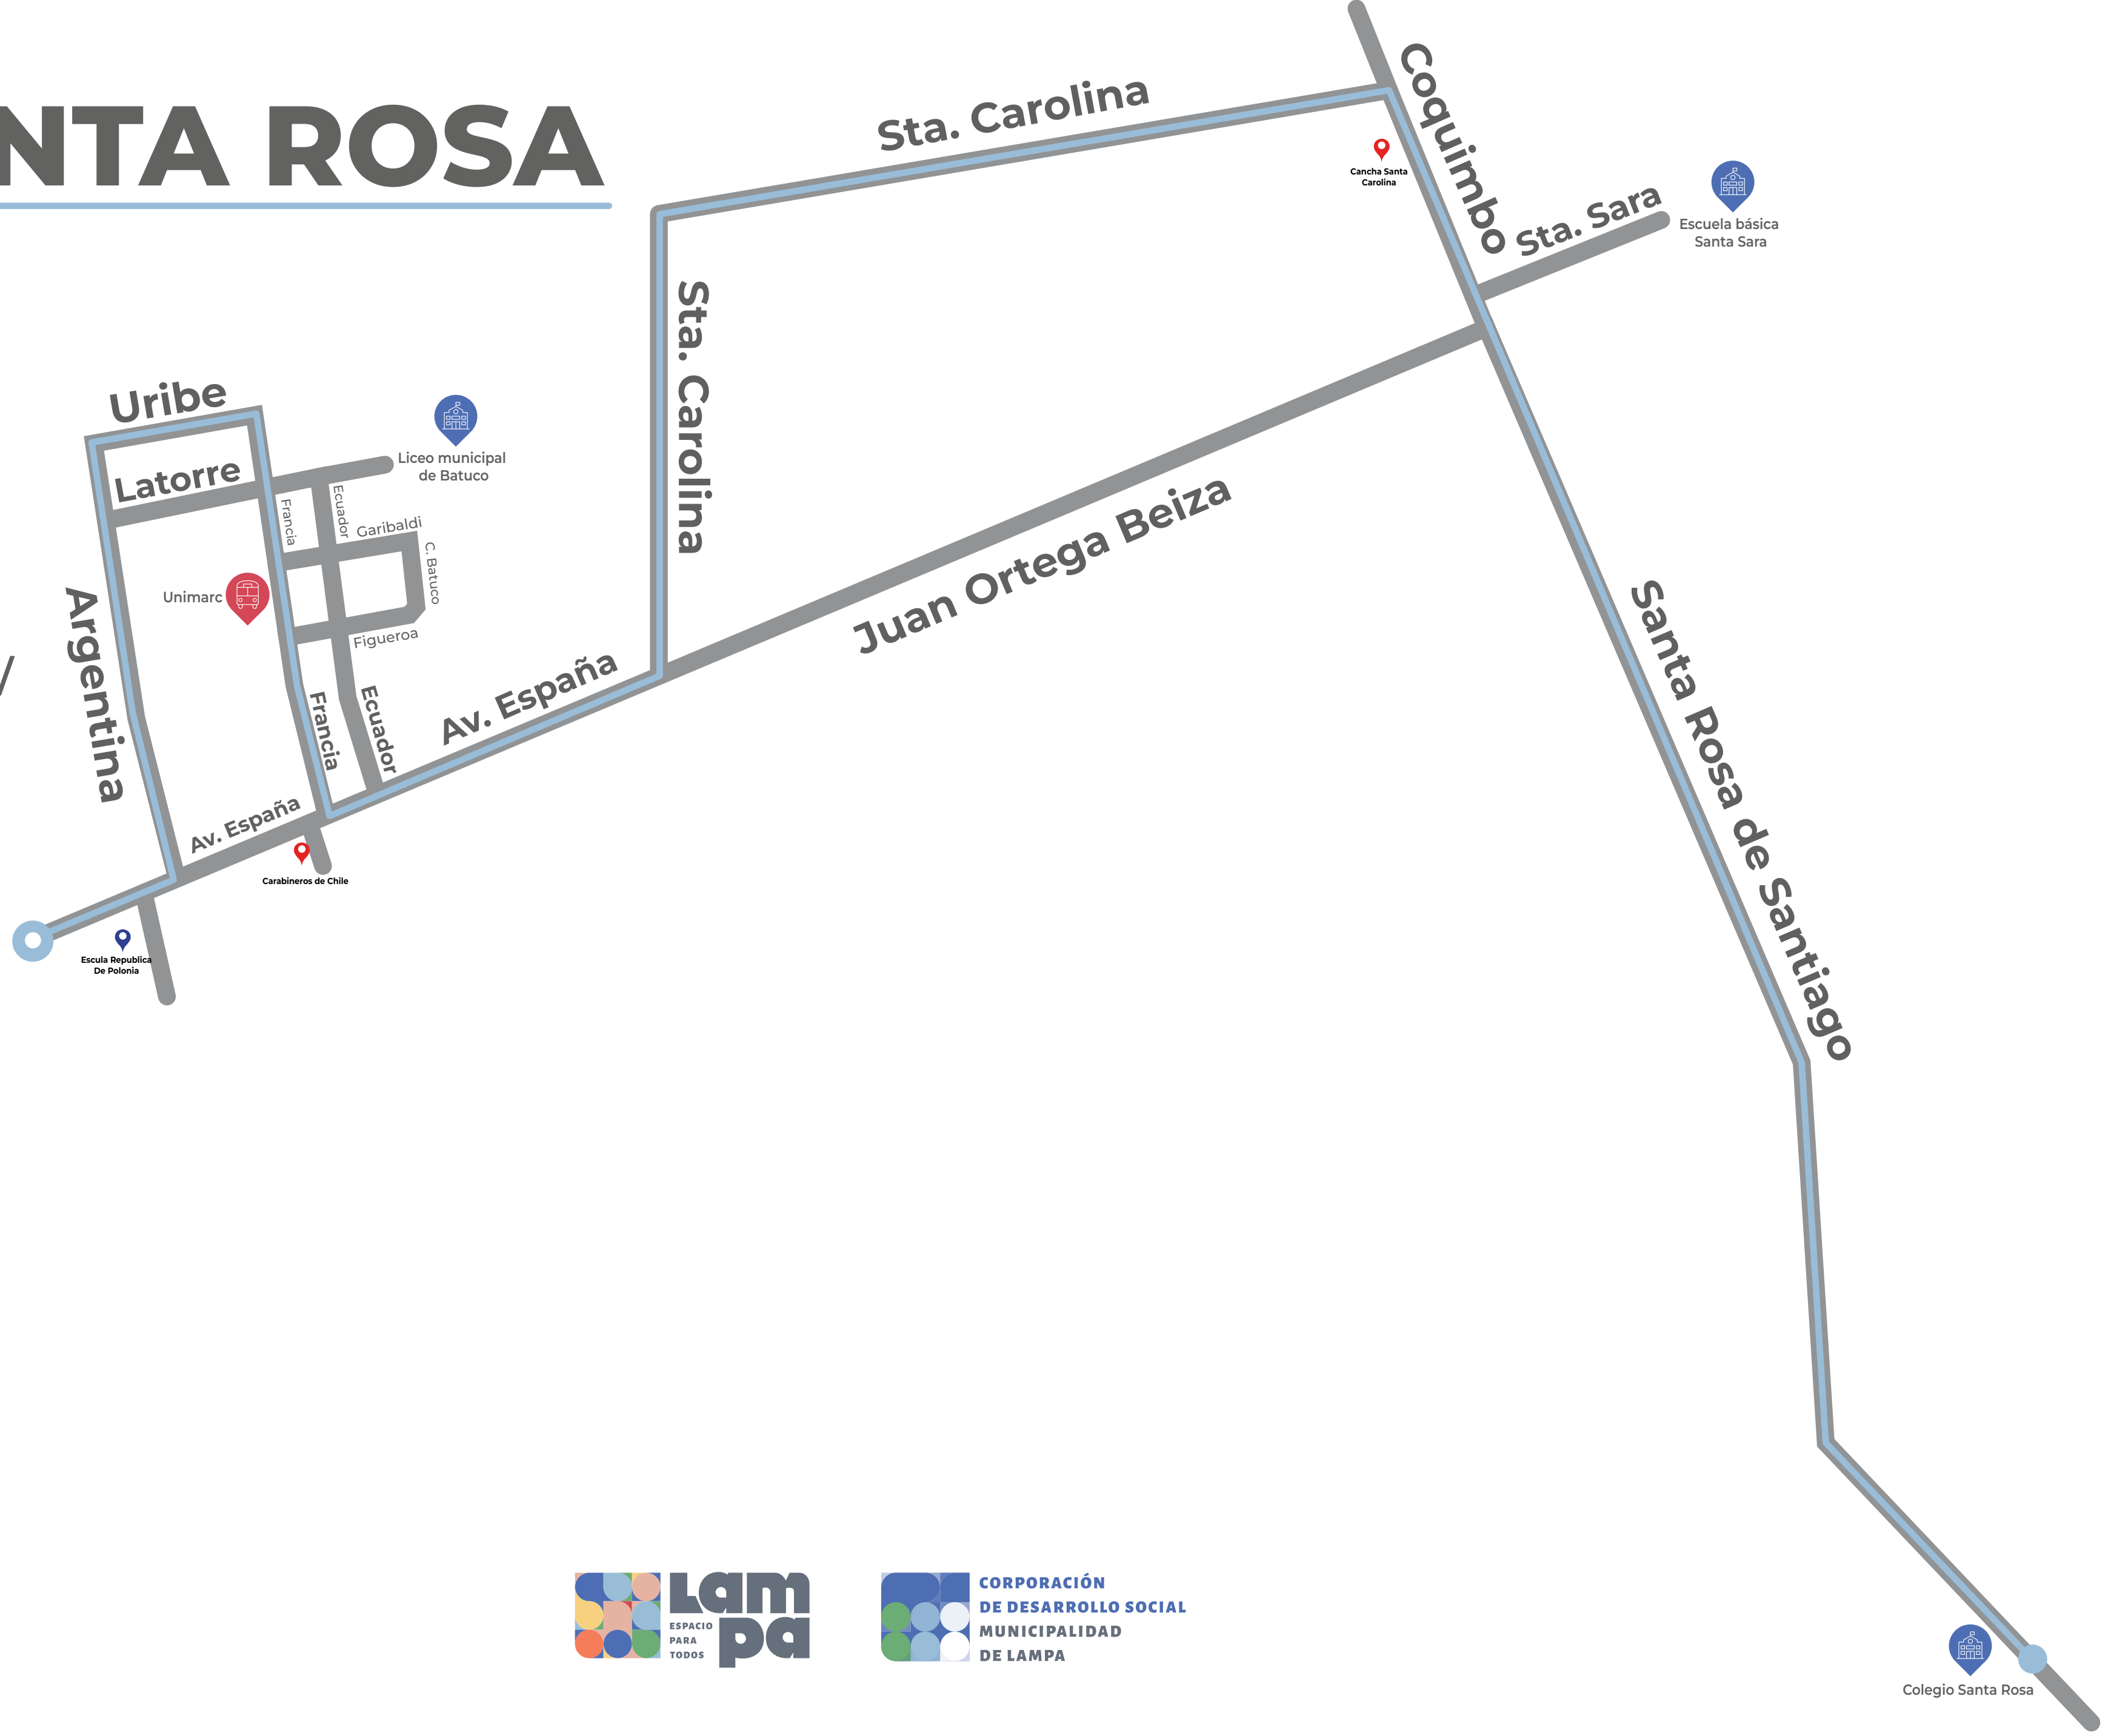 NTA ROSA
Sta. Carolina
Coquimbo
Cancha Santa
Carolina
Sta. Sara
Escuela básica
Santa Sara
Sta. Carolina
Uribe
Latorre
Liceo municipal
de Batuco
Francia
Ecuador
Garibaldi
C. Batuco
Unimarc
Figueroa
Argentina
Francia
Ecuador
Av. España
Juan Ortega Beiza
Santa Rosa de Santiago
Av. España
Carabineros de Chile
Escula Republica
De Polonia
Lampa
ESPACIO
PARA
TODOS
CORPORACIÓN
DE DESARROLLO SOCIAL
MUNICIPALIDAD
DE LAMPA
Colegio Santa Rosa